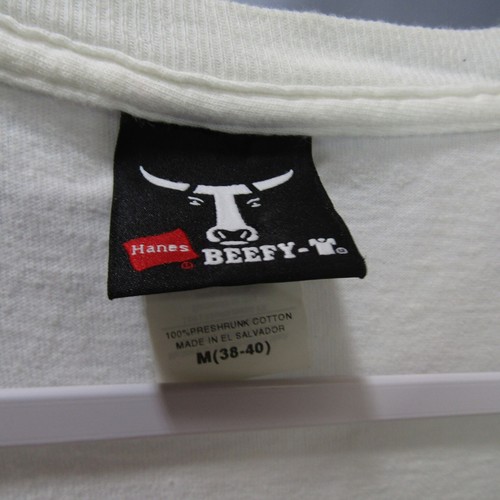 Hanes
BEEFY-T
100% PRESHRUNK COTTON
MADE IN EL SALVADOR
M(38-40)